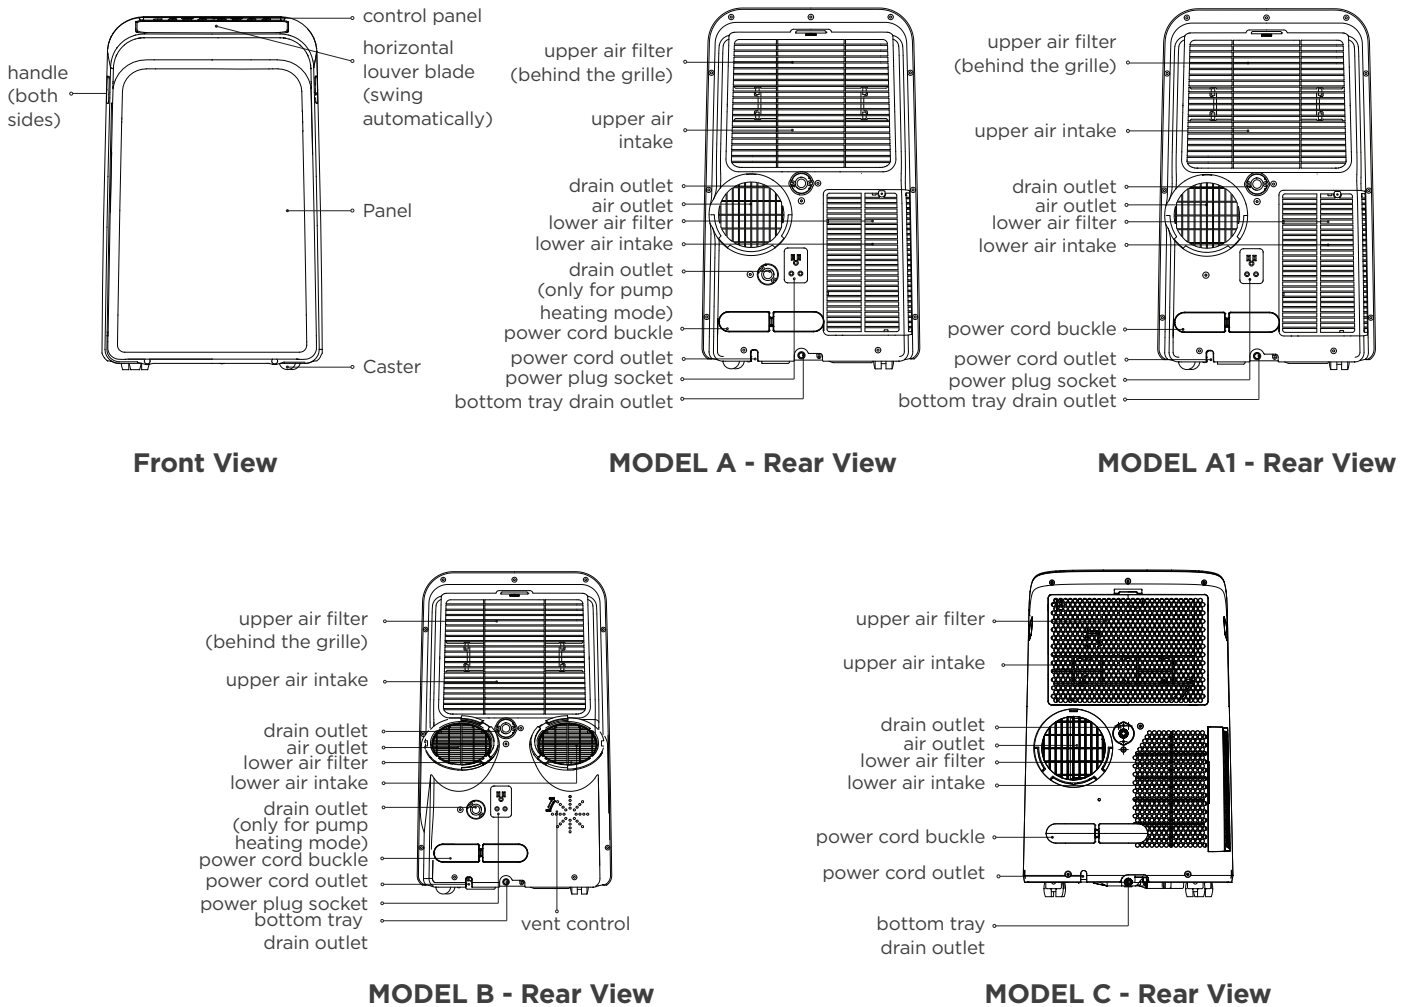 control panel
horizontal
louver blade
(swing
automatically)
handle
(both
sides)
Panel
Caster
Front View
upper air filter
(behind the grille)
upper air
intake
drain outlet
air outlet
lower air filter
lower air intake
drain outlet
(only for pump
heating mode)
power cord buckle
power cord outlet
power plug socket
bottom tray drain outlet
MODEL A - Rear View
upper air filter
(behind the grille)
upper air intake
drain outlet
air outlet
lower air filter
lower air intake
power cord buckle
power cord outlet
power plug socket
bottom tray drain outlet
MODEL A1 - Rear View
upper air filter
(behind the grille)
upper air intake
drain outlet
air outlet
lower air filter
lower air intake
drain outlet
(only for pump
heating mode)
power cord buckle
power cord outlet
power plug socket
bottom tray
drain outlet
vent control
MODEL B - Rear View
upper air filter
upper air intake
drain outlet
air outlet
lower air filter
lower air intake
power cord buckle
power cord outlet
bottom tray
drain outlet
MODEL C - Rear View